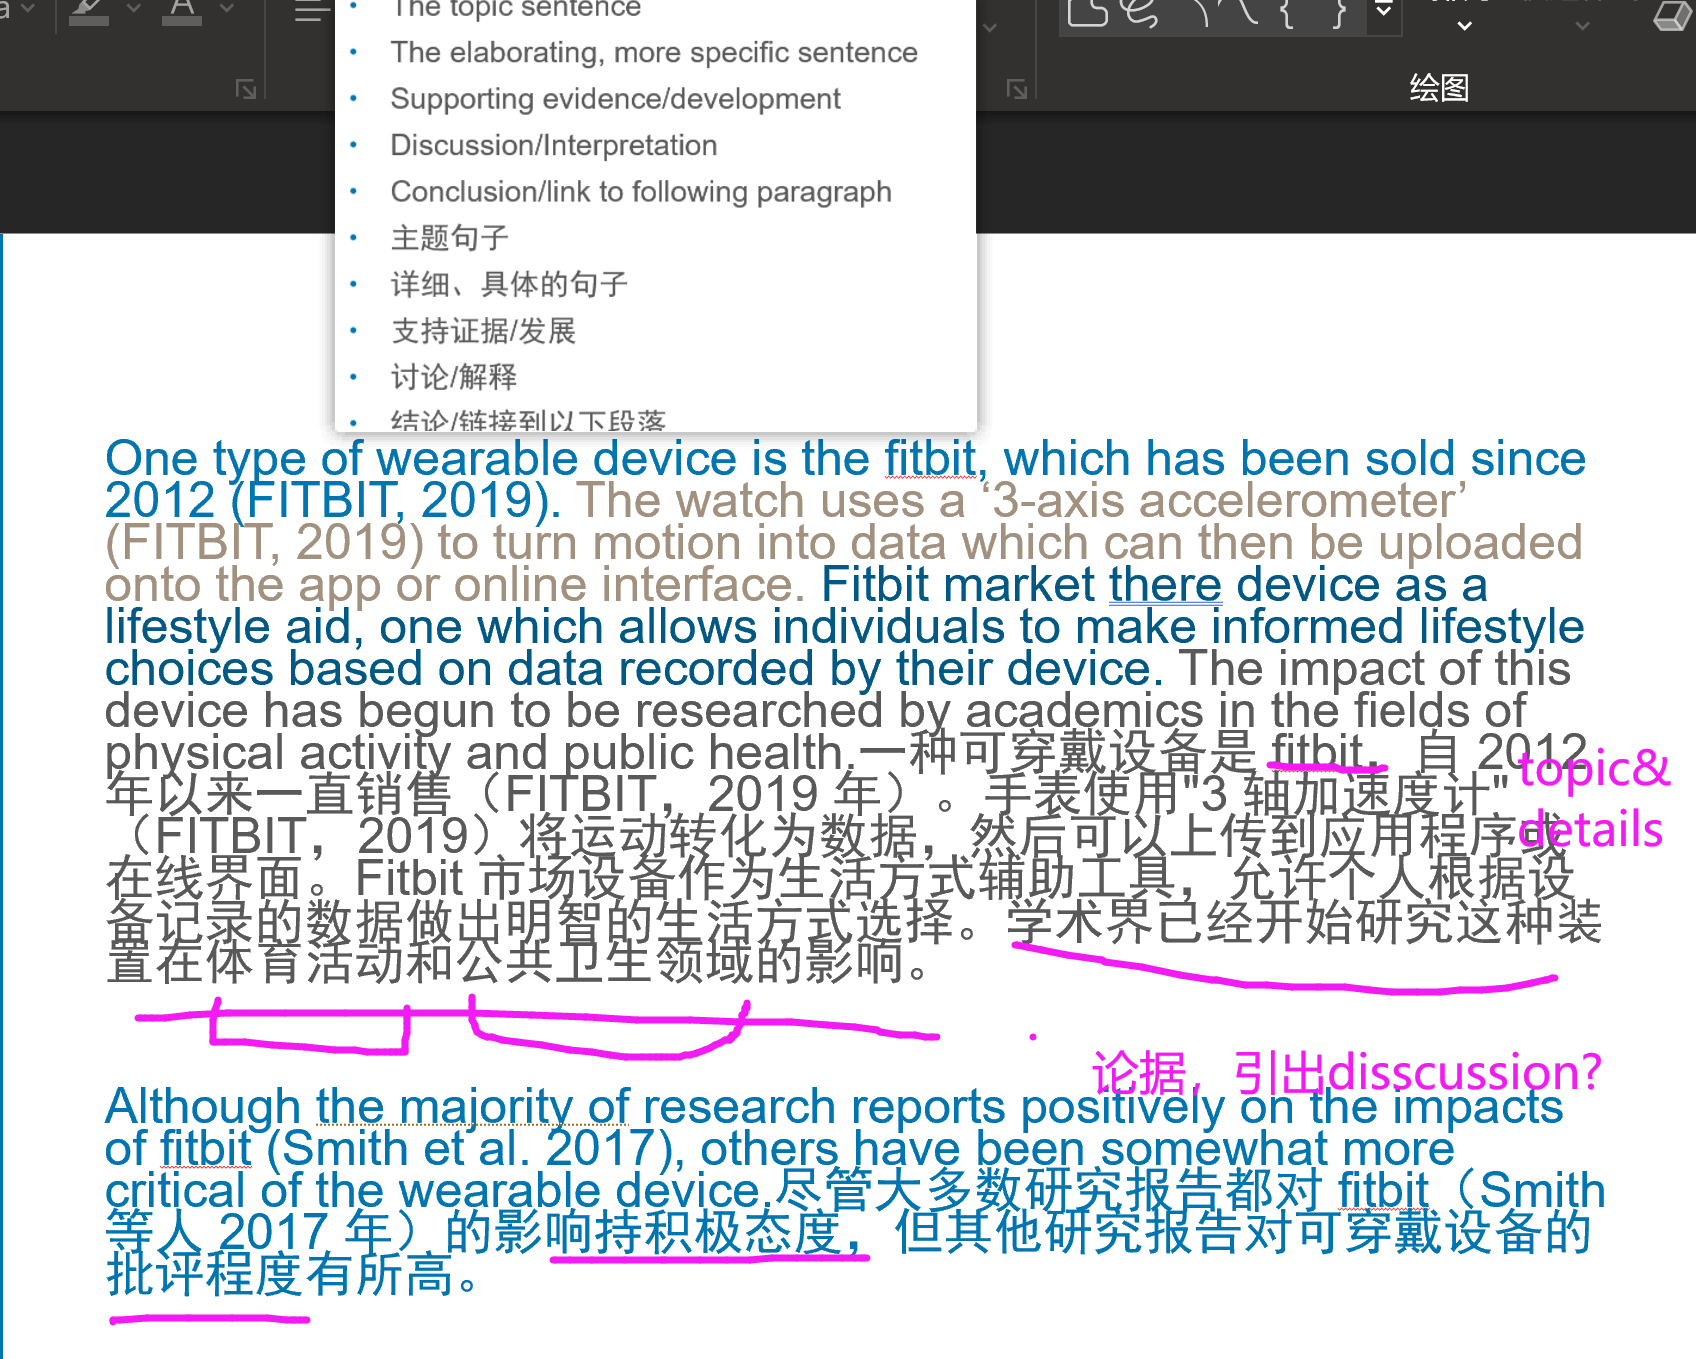 绘图
The topic sentence
The elaborating, more specific sentence
Supporting evidence/development
Discussion/Interpretation
Conclusion/link to following paragraph
主题句子
详细、具体的句子
支持证据/发展
讨论/解释
结论/链接到以下段落
One type of wearable device is the fitbit, which has been sold since
2012 (FITBIT, 2019). The watch uses a ‘3-axis accelerometer’
(FITBIT, 2019) to turn motion into data which can then be uploaded
onto the app or online interface. Fitbit market there device as a
lifestyle aid, one which allows individuals to make informed lifestyle
choices based on data recorded by their device. The impact of this
device has begun to be researched by academics in the fields of
physical activity and public health.一种可穿戴设备是 fitbit，自 2012
年以来一直销售（FITBIT，2019 年）。手表使用"3 轴加速度计"
（FITBIT，2019）将运动转化为数据，然后可以上传到应用程序或
在线界面。Fitbit 市场设备作为生活方式辅助工具，允许个人根据设
备记录的数据做出明智的生活方式选择。学术界已经开始研究这种装
置在体育活动和公共卫生领域的影响。
topic&
details
论据，引出disscussion?
Although the majority of research reports positively on the impacts
of fitbit (Smith et al. 2017), others have been somewhat more
critical of the wearable device.尽管大多数研究报告都对 fitbit（Smith
等人 2017 年）的影响持积极态度，但其他研究报告对可穿戴设备的
批评程度有所高。